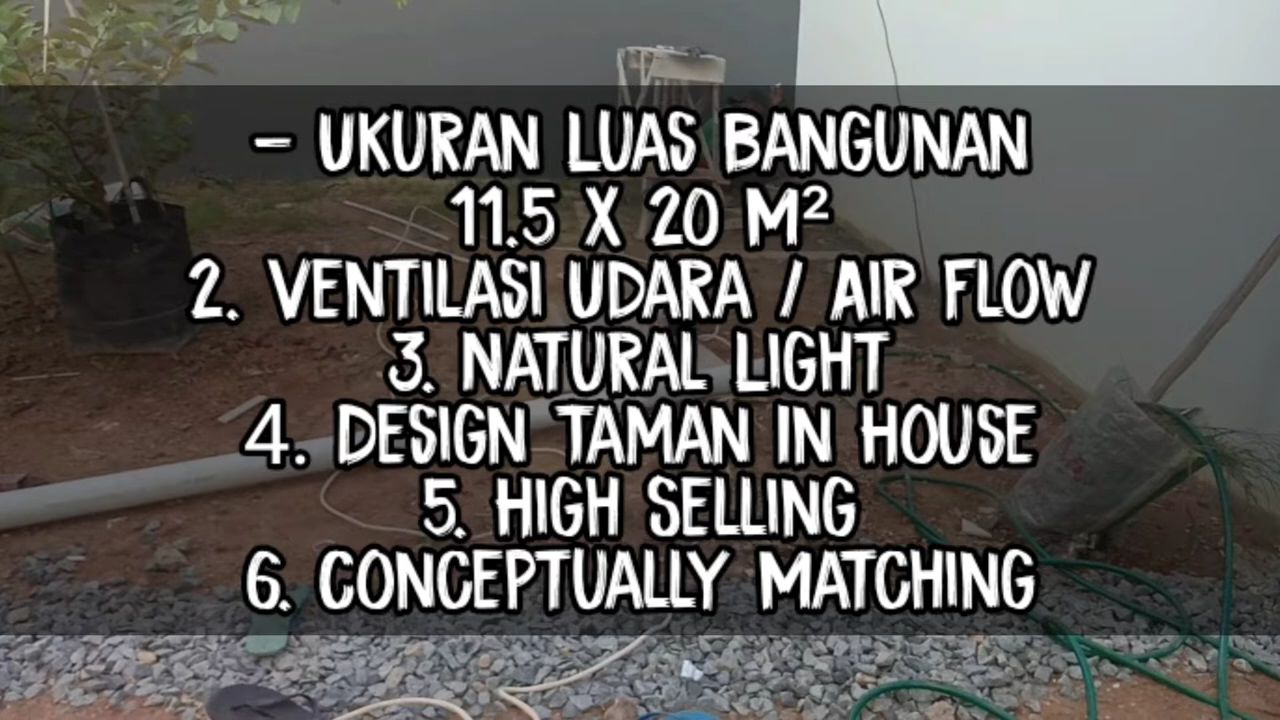 - UKURAN LUAS BANGUNAN
11.5 X 20 M²
2. VENTILASI UDARA / AIR FLOW
3. NATURAL LIGHT
4. DESIGN TAMAN IN HOUSE
5. HIGH SELLING
6. CONCEPTUALLY MATCHING